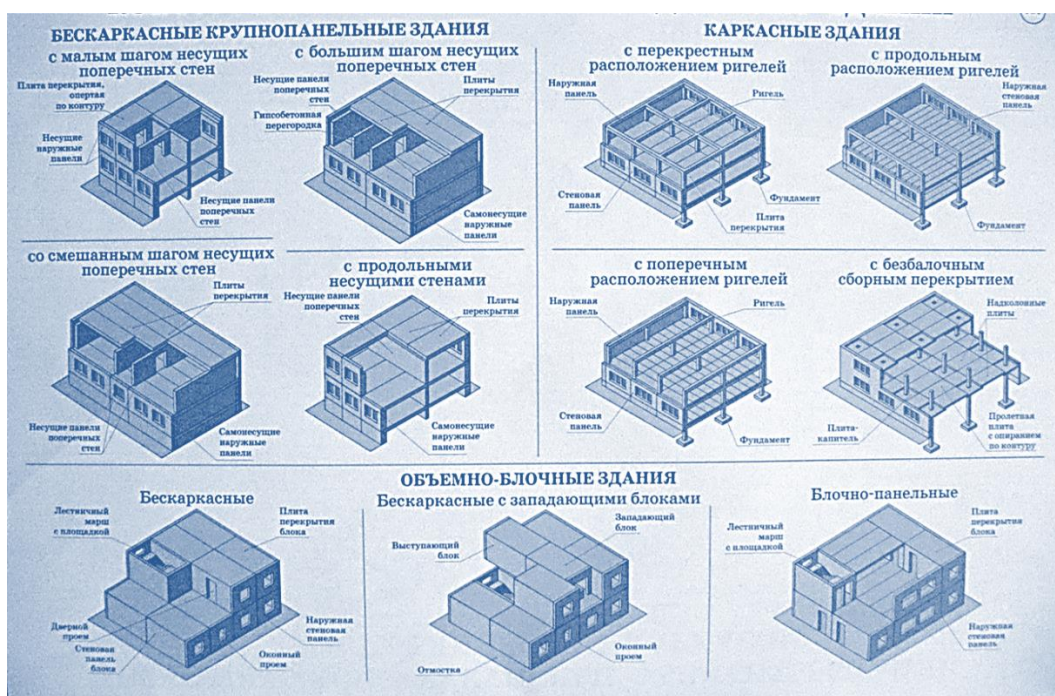 БЕСКАРКАСНЫЕ КРУПНОПАНЕЛЬНЫЕ ЗДАНИЯ
с малым шагом несущих
поперечных стен
Плита перекрытия,
опертая
по контуру
Несущие
наружные
панели
Несущие панели
поперечных
стен
с большим шагом несущих
поперечных стен
Несущие панели
поперечных
стен
Гипсобетонная
перегородка
Плиты
перекрытия
Самонесущие
наружные
панели
со смешанным шагом несущих
поперечных стен
Плиты
перекрытия
Несущие панели
поперечных
стен
Самонесущие
наружные
панели
с продольными
несущими стенами
Несущие панели
поперечных
стен
Плиты
перекрытия
Самонесущие
наружные
панели
КАРКАСНЫЕ ЗДАНИЯ
с перекрестным
расположением ригелей
Наружная
панель
Ригель
Стеновая
панель
Фундамент
Плита
перекрытия
с продольным
расположением ригелей
Наружная
стеновая
панель
Фундамент
с поперечным
расположением ригелей
Наружная
панель
Ригель
Стеновая
панель
Фундамент
с безбалочным
сборным перекрытием
Надколонные
плиты
Плита-
капитель
Пролетная
плита
с опиранием
по контуру
ОБЪЕМНО-БЛОЧНЫЕ ЗДАНИЯ
Бескаркасные
Лестничный
марш
с площадкой
Плита
перекрытия
блока
Дверной
проем
Стеновая
панель
блока
Наружная
стеновая
панель
Оконный
проем
Бескаркасные с западающими блоками
Выступающий
блок
Западающий
блок
Отмостка
Оконный
проем
Блочно-панельные
Лестничный
марш
с площадкой
Плита
перекрытия
блока
Наружная
стеновая
панель